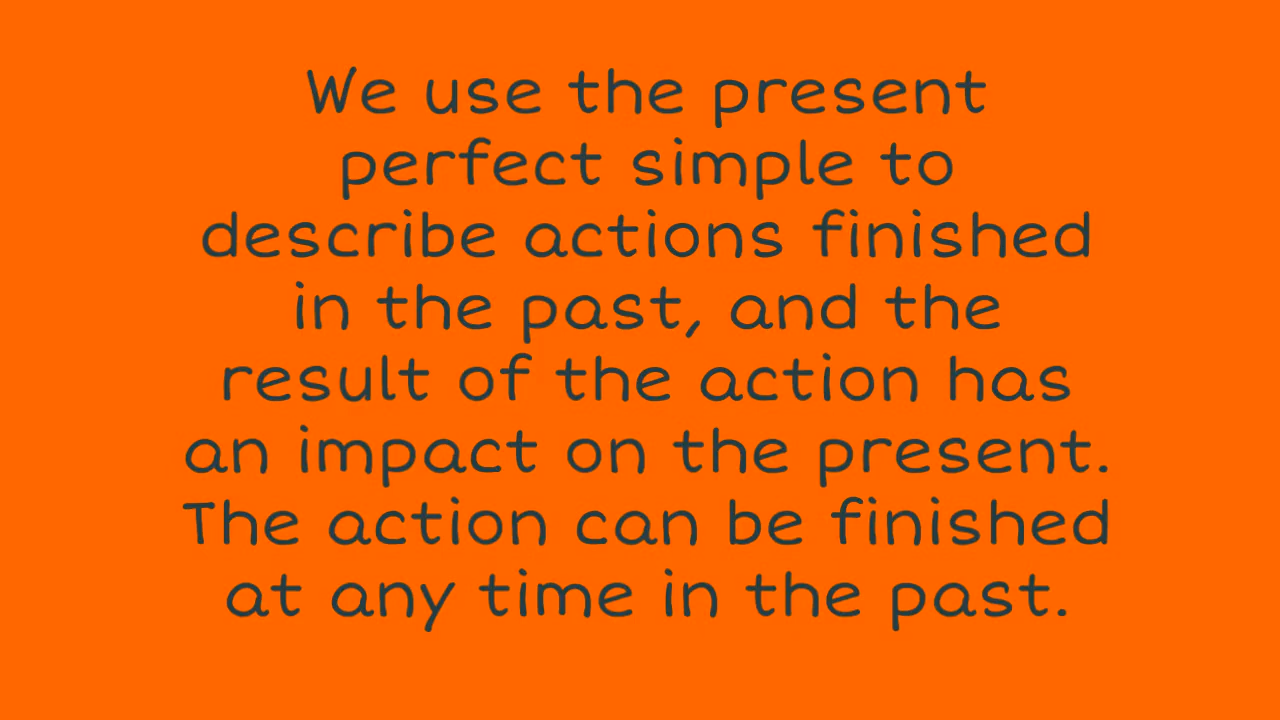 We use the present
perfect simple to
describe actions finished
in the past, and the
result of the action has
an impact on the present.
The action can be finished
at any time in the past.